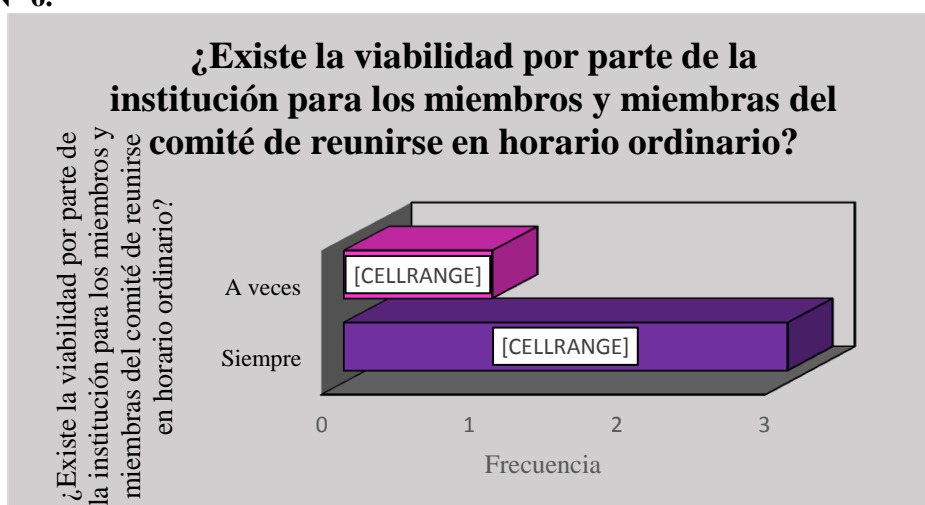 N° 6.
¿Existe la viabilidad por parte de la
institución para los miembros y miembras del
comité de reunirse en horario ordinario?
¿Existe la viabilidad por parte de
la institución para los miembros y
miembras del comité de reunirse
en horario ordinario?
A veces
[CELLRANGE]
Siempre
[CELLRANGE]
0 1 2 3
Frecuencia